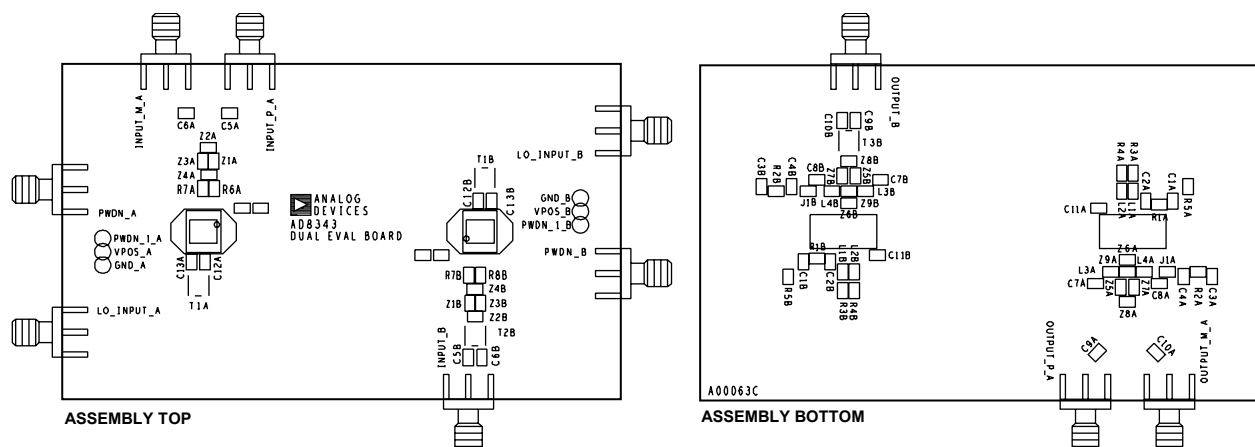 INPUT_M_A
INPUT_P_A
C6A
C5A
Z2A
Z3A
Z1A
Z4A
R7A
R6A
ANALOG
DEVICES
AD8343
DUAL EVAL BOARD
PWDN_A
PWDN_1_A
VPOS_A
GND_A
LO_INPUT_A
C13A
C12A
T1A
LO_INPUT_B
T1B
C12B
C13B
GND_B
VPOS_B
PWDN_1_B
PWDN_B
R7B
R8B
Z4B
Z1B
Z3B
Z2B
T2B
INPUT_B
C5B
C6B
ASSEMBLY TOP
OUTPUT_B
C10B
C9B
T3B
Z8B
Z7B
Z5B
C8B
C7B
C3B
R2B
C4B
J1B
L4B
L3B
Z9B
Z6B
R1B
L1B
L2B
C11B
C1B
C2B
R5B
R3B
R4B
R4A
R3A
C2A
C1A
L2A
L1A
R1A
R5A
C11A
Z6A
Z9A
L3A
L4A
J1A
C7A
Z5A
Z7A
C8A
C4A
R2A
C3A
Z8A
OUTPUT_P_A
C9A
C10A
OUTPUT_M_A
A00063C
ASSEMBLY BOTTOM